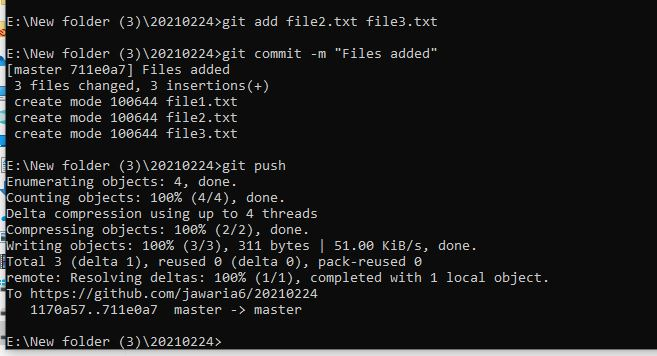 E:\New folder (3)\20210224>git add file2.txt file3.txt
E:\New folder (3)\20210224>git commit -m "Files added"
[master 711e0a7] Files added
 3 files changed, 3 insertions(+)
 create mode 100644 file1.txt
 create mode 100644 file2.txt
 create mode 100644 file3.txt
E:\New folder (3)\20210224>git push
Enumerating objects: 4, done.
Counting objects: 100% (4/4), done.
Delta compression using up to 4 threads
Compressing objects: 100% (2/2), done.
Writing objects: 100% (3/3), 311 bytes | 51.00 KiB/s, done.
Total 3 (delta 1), reused 0 (delta 0), pack-reused 0
remote: Resolving deltas: 100% (1/1), completed with 1 local object.
To https://github.com/jawaria6/20210224
   1170a57..711e0a7  master -> master
E:\New folder (3)\20210224>